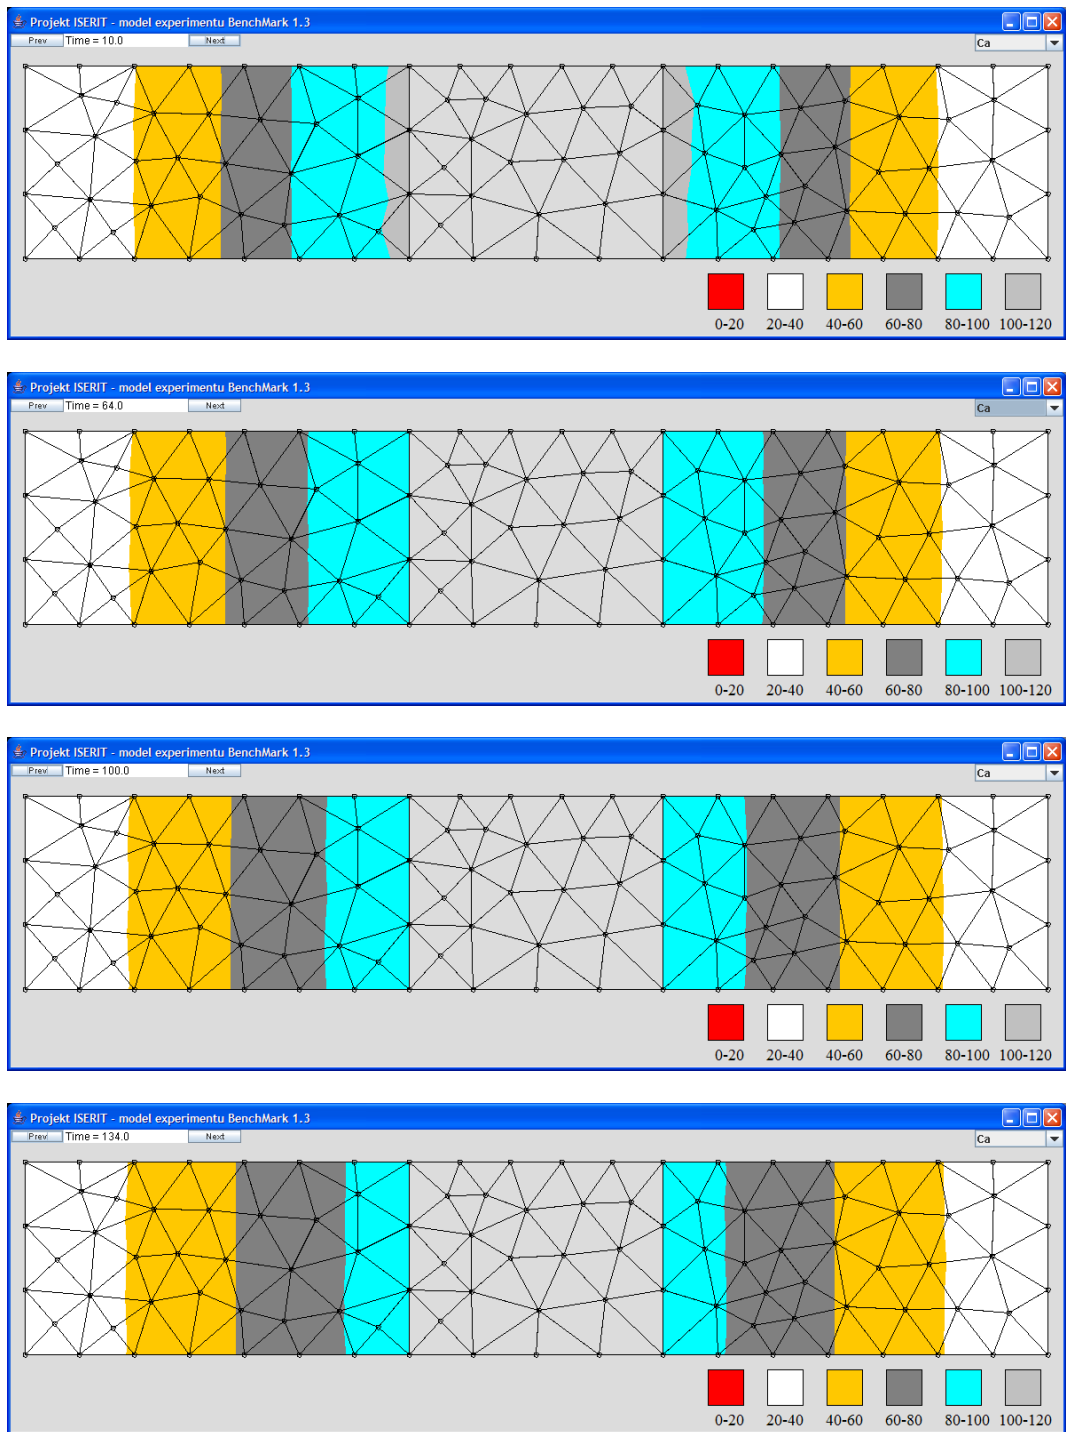 Projekt ISERIT - model experimentu BenchMark 1.3
Prev Time = 10.0 Next Ca
0-20 20-40 40-60 60-80 80-100 100-120
Projekt ISERIT - model experimentu BenchMark 1.3
Prev Time = 64.0 Next Ca
0-20 20-40 40-60 60-80 80-100 100-120
Projekt ISERIT - model experimentu BenchMark 1.3
Prev Time = 100.0 Next Ca
0-20 20-40 40-60 60-80 80-100 100-120
Projekt ISERIT - model experimentu BenchMark 1.3
Prev Time = 134.0 Next Ca
0-20 20-40 40-60 60-80 80-100 100-120